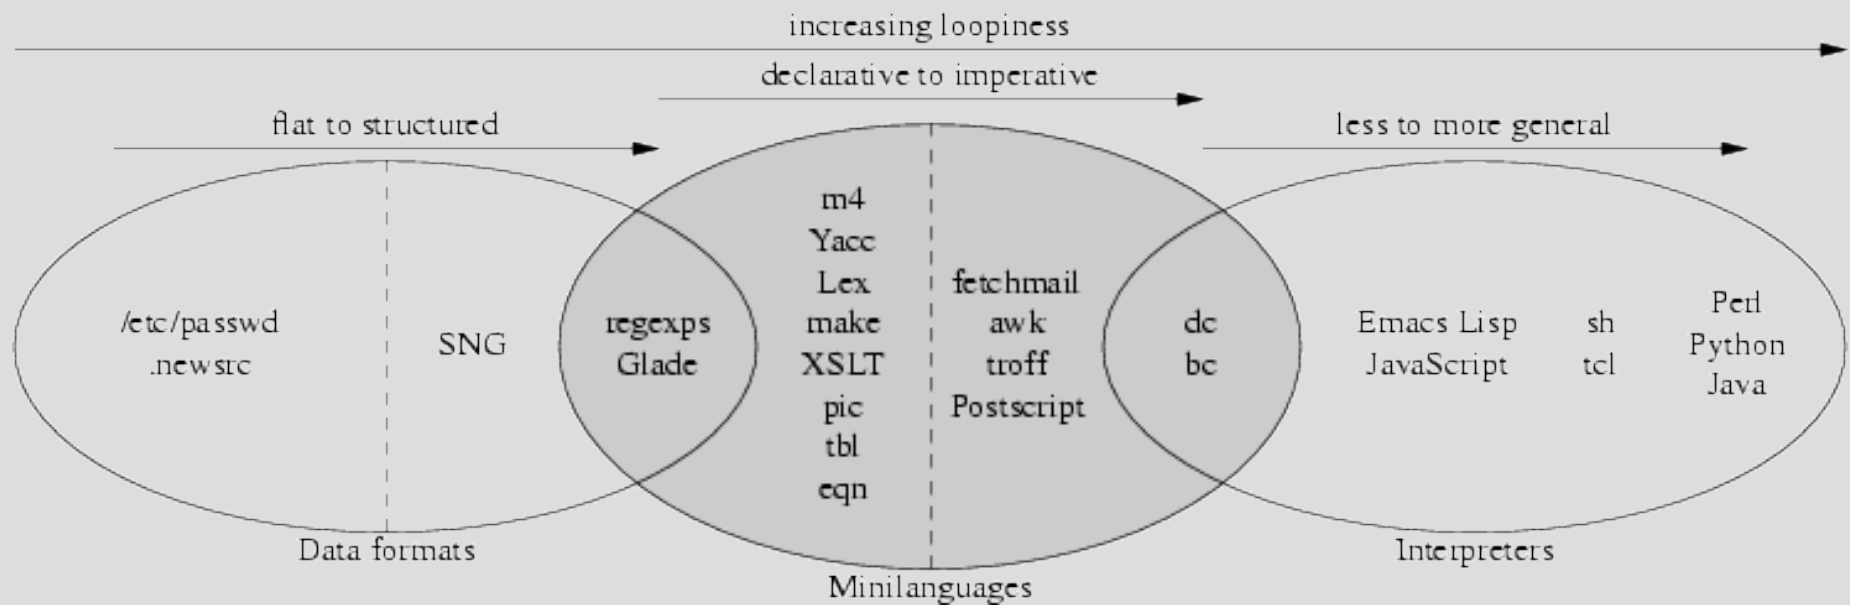 increasing loopiness
declarative to imperative
flat to structured
less to more general
/etc/passwd
.newsrc
SNG
regexps
Glade
m4
Yacc
Lex
make
XSLT
pic
tbl
eqn
fetchmail
awk
troff
Postscript
dc
bc
Emacs Lisp
JavaScript
sh
tcl
Perl
Python
Java
Data formats
Minilanguages
Interpreters